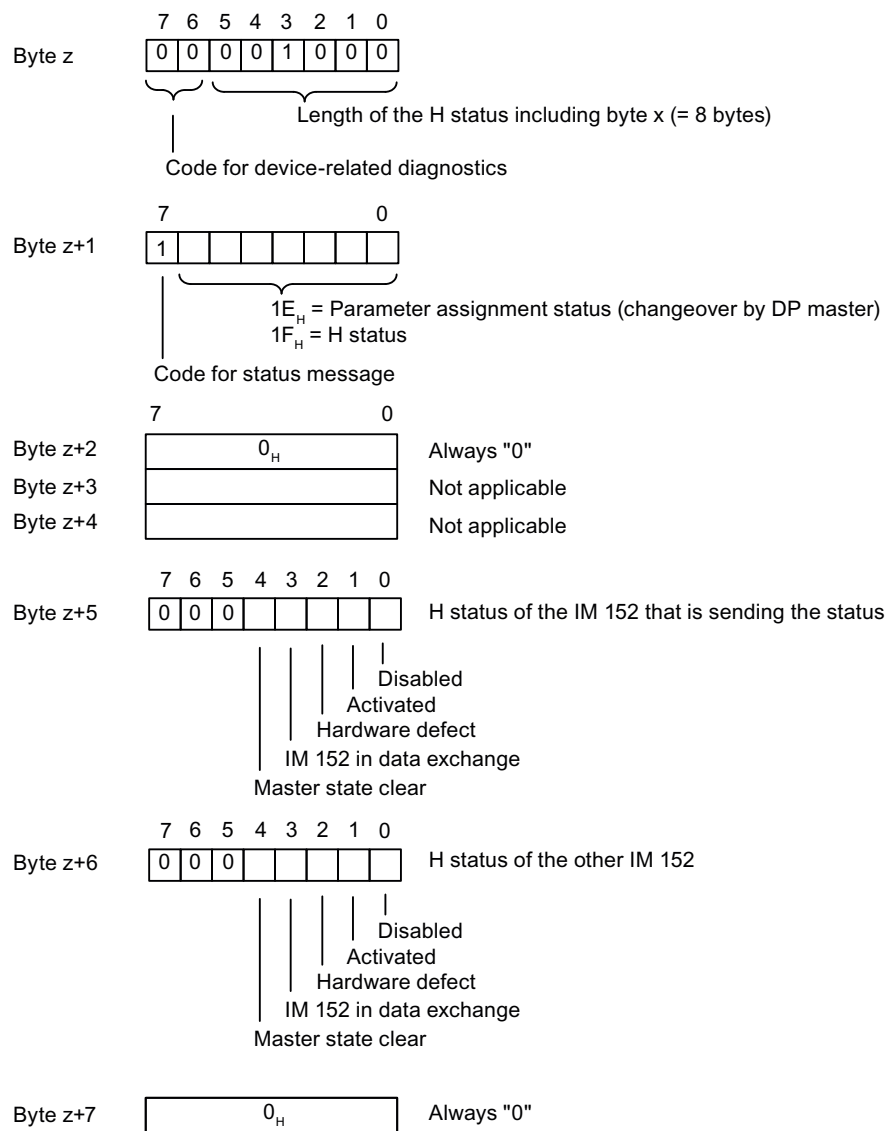 7 6 5 4 3 2 1 0
Byte z 0 0 0 0 1 0 0 0
Length of the H status including byte x (= 8 bytes)
Code for device-related diagnostics
7 0
Byte z+1 1
1E_H = Parameter assignment status (changeover by DP master)
1F_H = H status
Code for status message
7 0
Byte z+2 0_H Always "0"
Byte z+3 Not applicable
Byte z+4 Not applicable
7 6 5 4 3 2 1 0
Byte z+5 0 0 0 H status of the IM 152 that is sending the status
Disabled
Activated
Hardware defect
IM 152 in data exchange
Master state clear
7 6 5 4 3 2 1 0
Byte z+6 0 0 0 H status of the other IM 152
Disabled
Activated
Hardware defect
IM 152 in data exchange
Master state clear
Byte z+7 0_H Always "0"